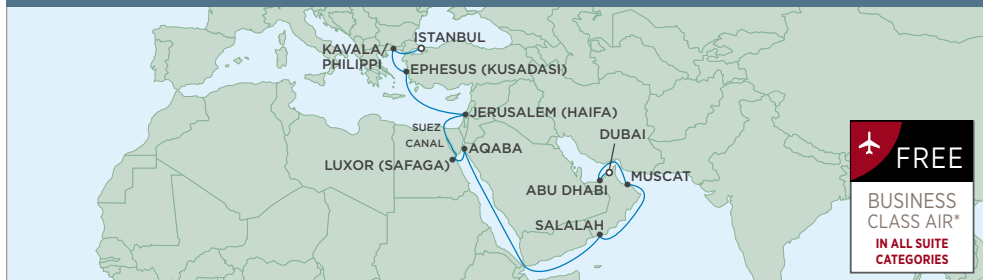 ISTANBUL
KAVALA/
PHILIPPI
EPHESUS (KUSADASI)
JERUSALEM (HAIFA)
SUEZ
CANAL
AQABA
LUXOR (SAFAGA)
DUBAI
ABU DHABI
MUSCAT
SALALAH
FREE
BUSINESS
CLASS AIR*
IN ALL SUITE
CATEGORIES